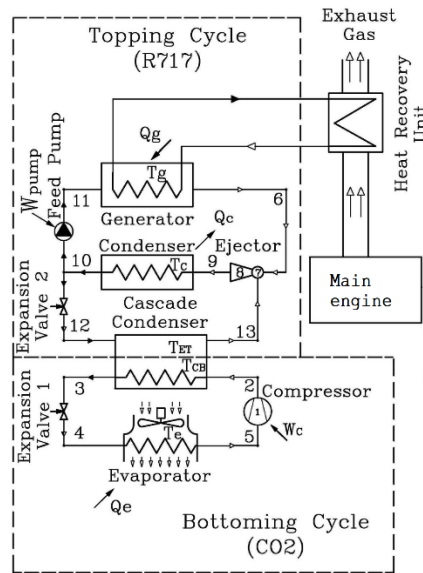 Exhaust
Gas
Topping Cycle
(R717)
Heat Recovery
Unit
Qg
Tg
Wpump
Feed Pump
11
Generator
6
Condenser
Qc
Ejector
10
Tc
9
8
7
Main
engine
Expansion
Valve 2
Cascade
Condenser
12
13
TET
TCB
3
2
Compressor
1
Expansion
Valve 1
Wc
4
Te
5
Evaporator
Qe
Bottoming Cycle
(CO2)